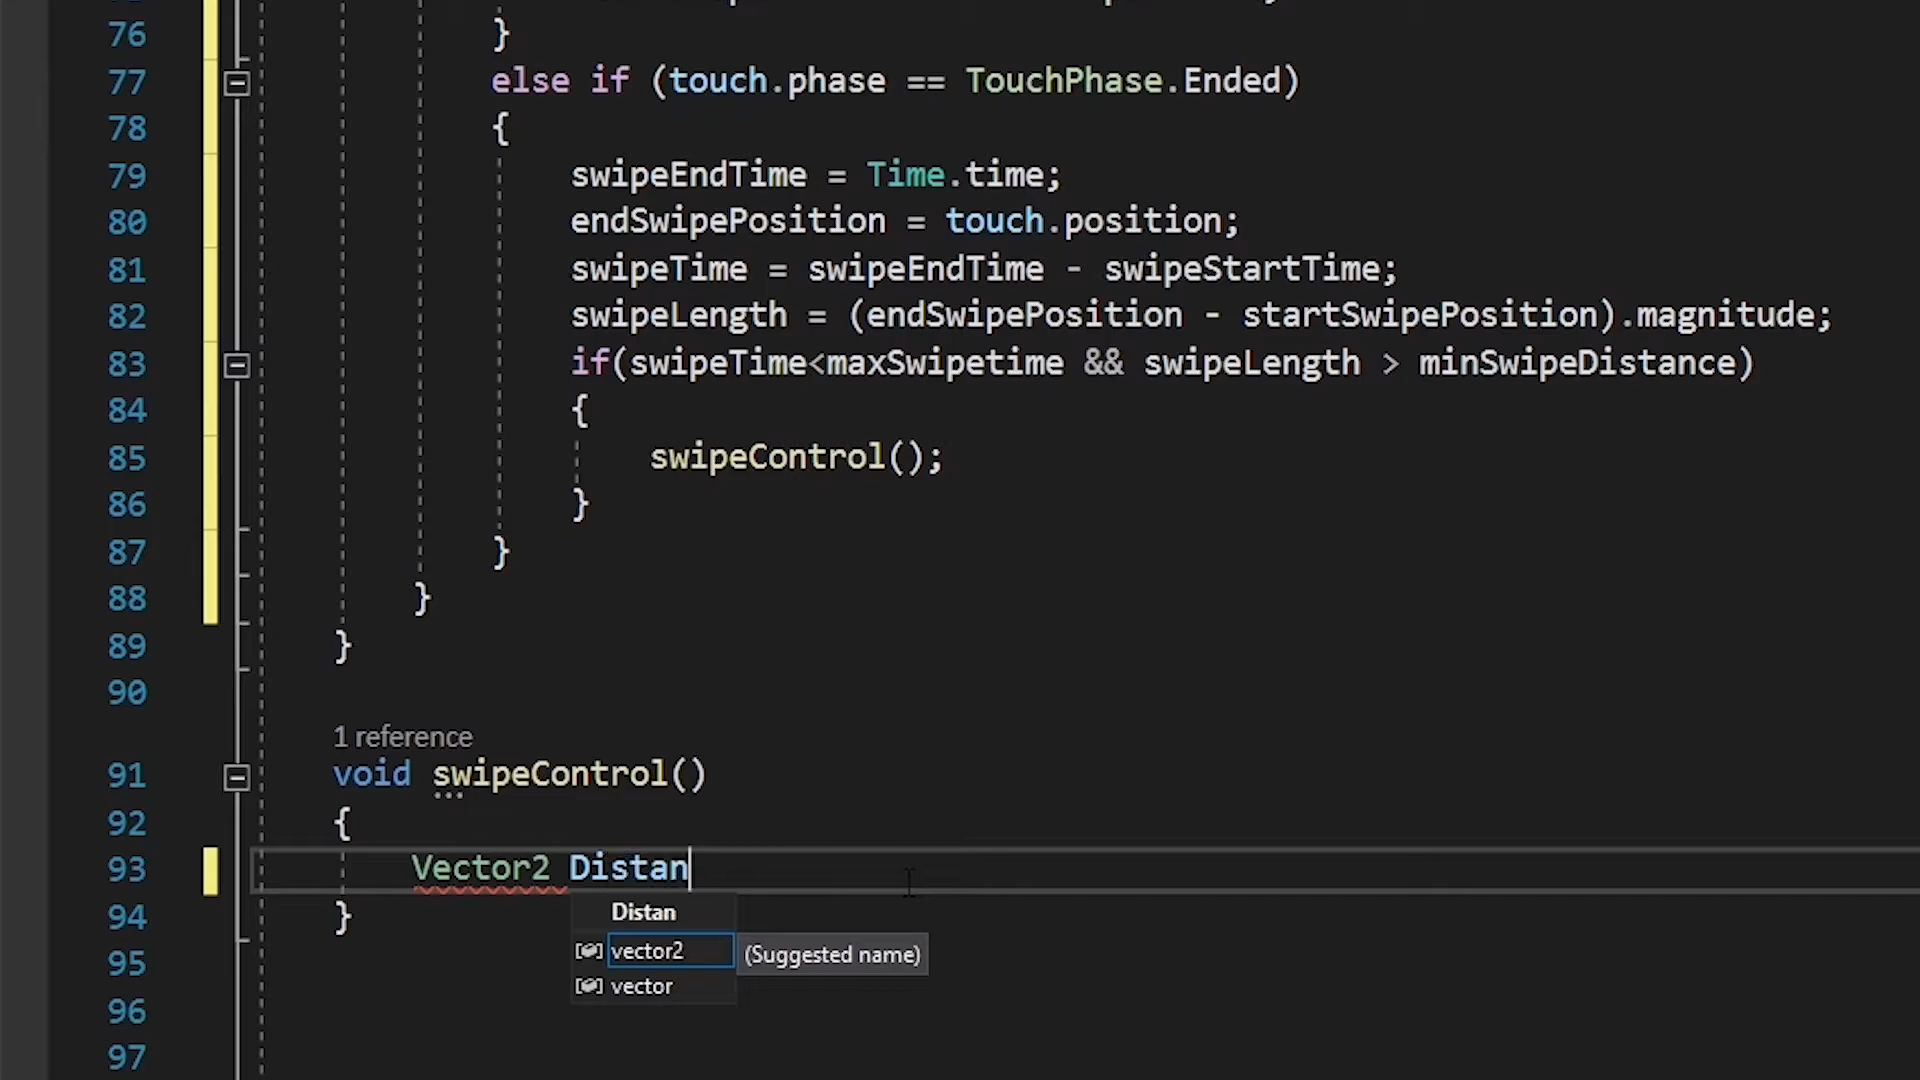 76 }
77 else if (touch.phase == TouchPhase.Ended)
78 {
79 swipeEndTime = Time.time;
80 endSwipePosition = touch.position;
81 swipeTime = swipeEndTime - swipeStartTime;
82 swipeLength = (endSwipePosition - startSwipePosition).magnitude;
83 if(swipeTime<maxSwipetime && swipeLength > minSwipeDistance)
84 {
85 swipeControl();
86 }
87 }
88 }
89 }
90
1 reference
91 void swipeControl()
92 {
93 Vector2 Distan
Distan
94 }
vector2 (Suggested name)
95
vector
96
97